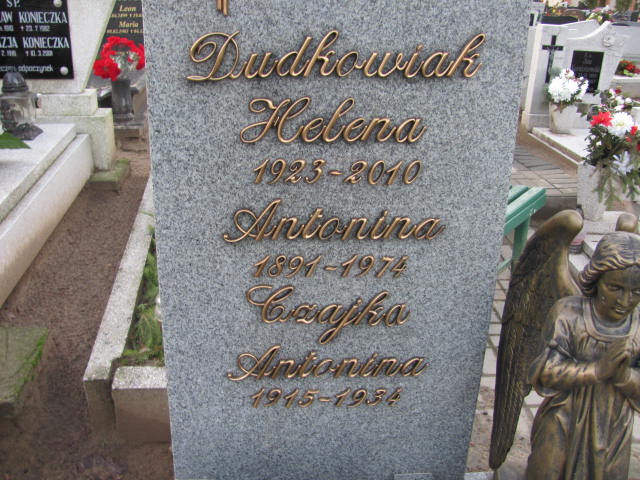 Dudkowiak
Helena
1923-2010
Antonina
1891-1974
Czajka
Antonina
1915-1934
Ś.P.
KONIECZKA
KONIECZKA
Leon
Maria